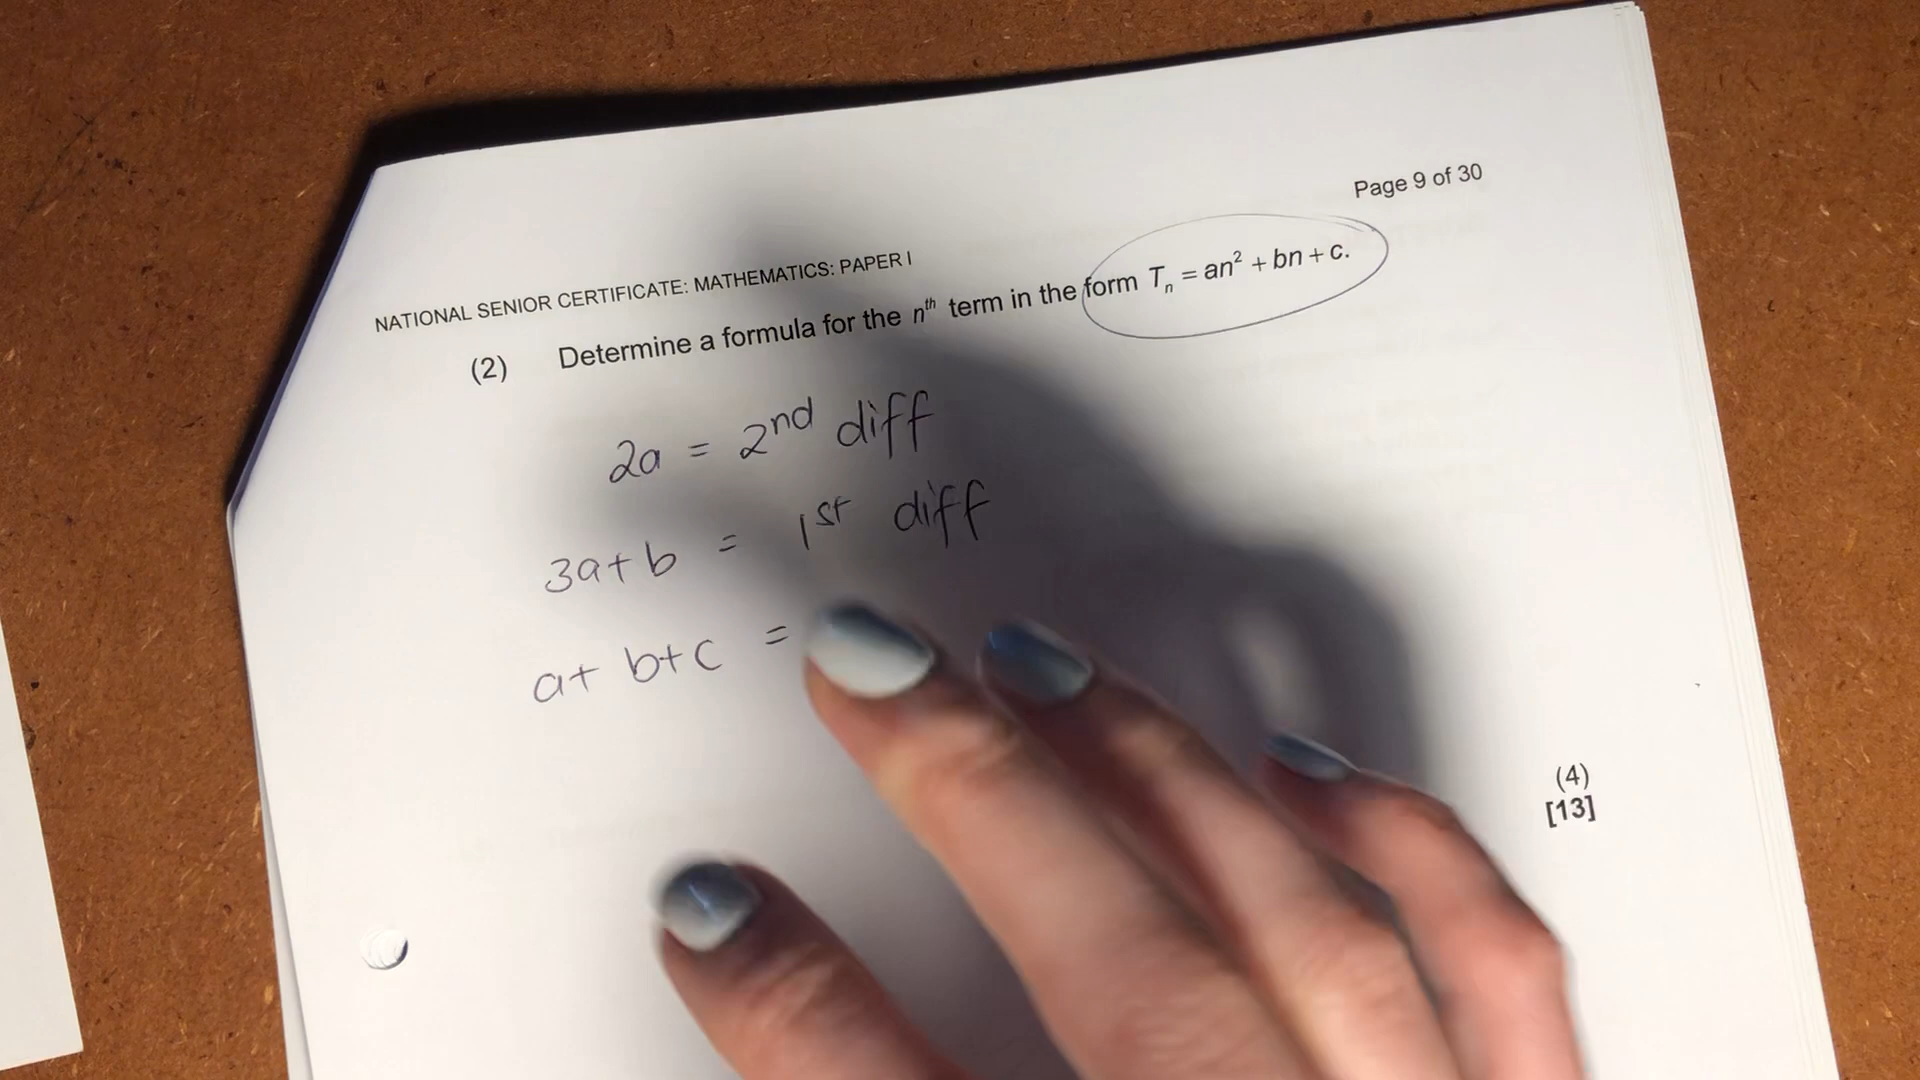 Page 9 of 30
NATIONAL SENIOR CERTIFICATE: MATHEMATICS: PAPER I
(2) Determine a formula for the nᵗʰ term in the form Tₙ = an² + bn + c.
2a = 2ⁿᵈ diff
3a + b = 1ˢᵗ diff
a + b + c =
(4)
[13]